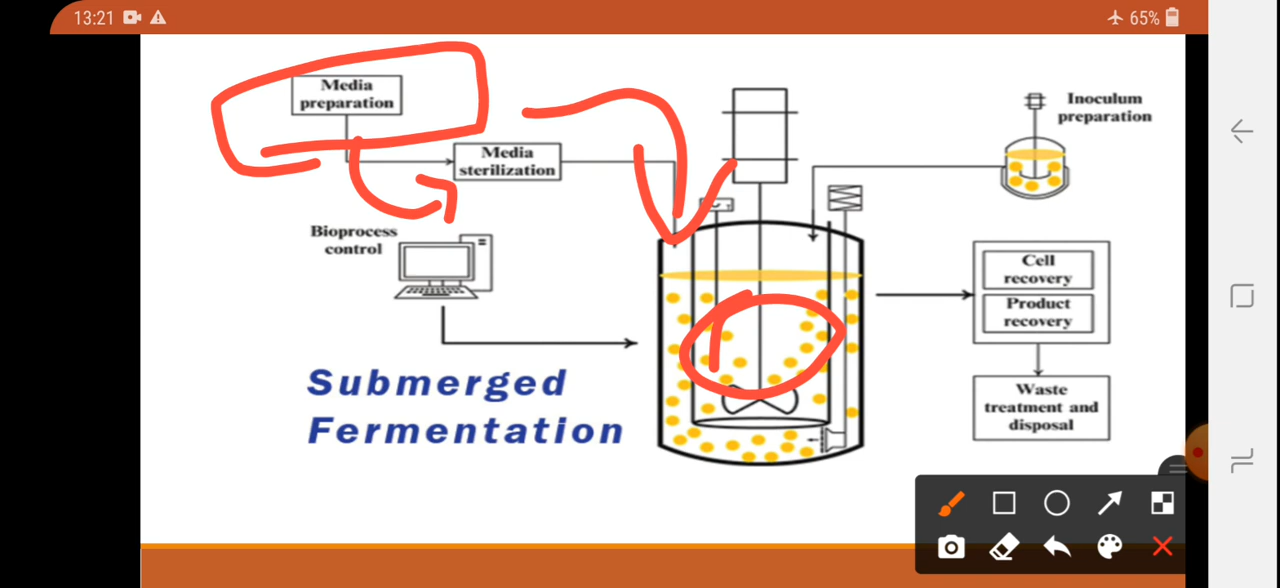 13:21
65%
Media
preparation
Media
sterilization
Inoculum
preparation
Bioprocess
control
Cell
recovery
Product
recovery
Submerged
Fermentation
Waste
treatment and
disposal